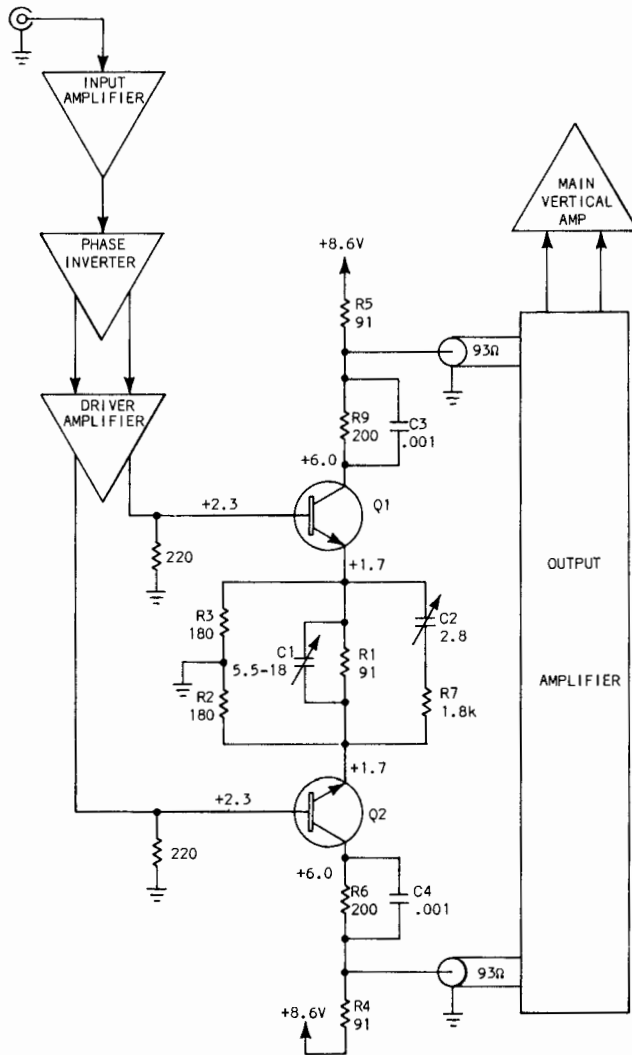 INPUT
AMPLIFIER
PHASE
INVERTER
DRIVER
AMPLIFIER
MAIN
VERTICAL
AMP
+8.6V
R5
91
93Ω
R9
200
C3
.001
+6.0
+2.3
Q1
220
+1.7
R3
180
C1
5.5-18
R1
91
C2
2.8
R2
180
R7
1.8k
OUTPUT
AMPLIFIER
+1.7
+2.3
Q2
220
+6.0
R6
200
C4
.001
93Ω
+8.6V
R4
91